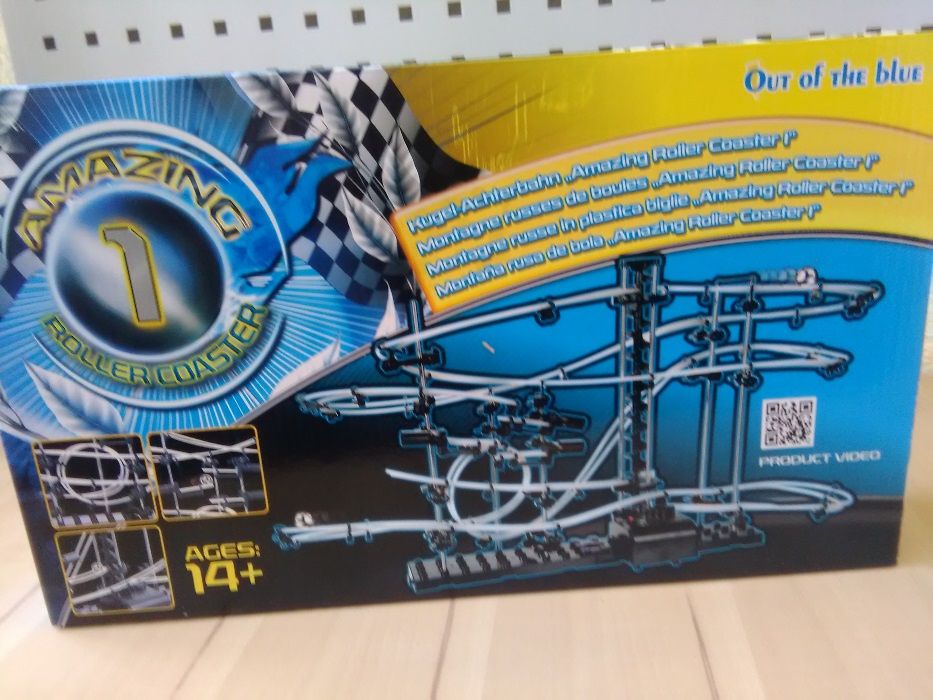 Out of the blue
AMAZING
1
ROLLER COASTER
Kugel-Achterbahn „Amazing Roller Coaster I“
Montagne russes de boules „Amazing Roller Coaster I“
Montagne russe in plastica biglie „Amazing Roller Coaster I“
Montaña rusa de bola „Amazing Roller Coaster I“
PRODUCT VIDEO
AGES:
14+